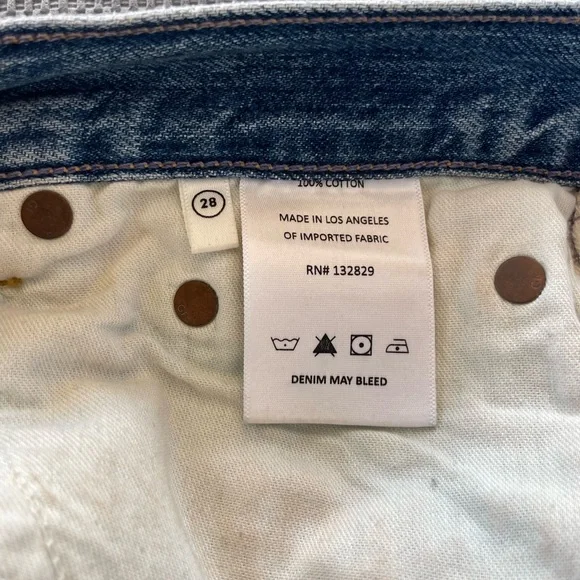 28
100% COTTON
MADE IN LOS ANGELES
OF IMPORTED FABRIC
RN# 132829
DENIM MAY BLEED